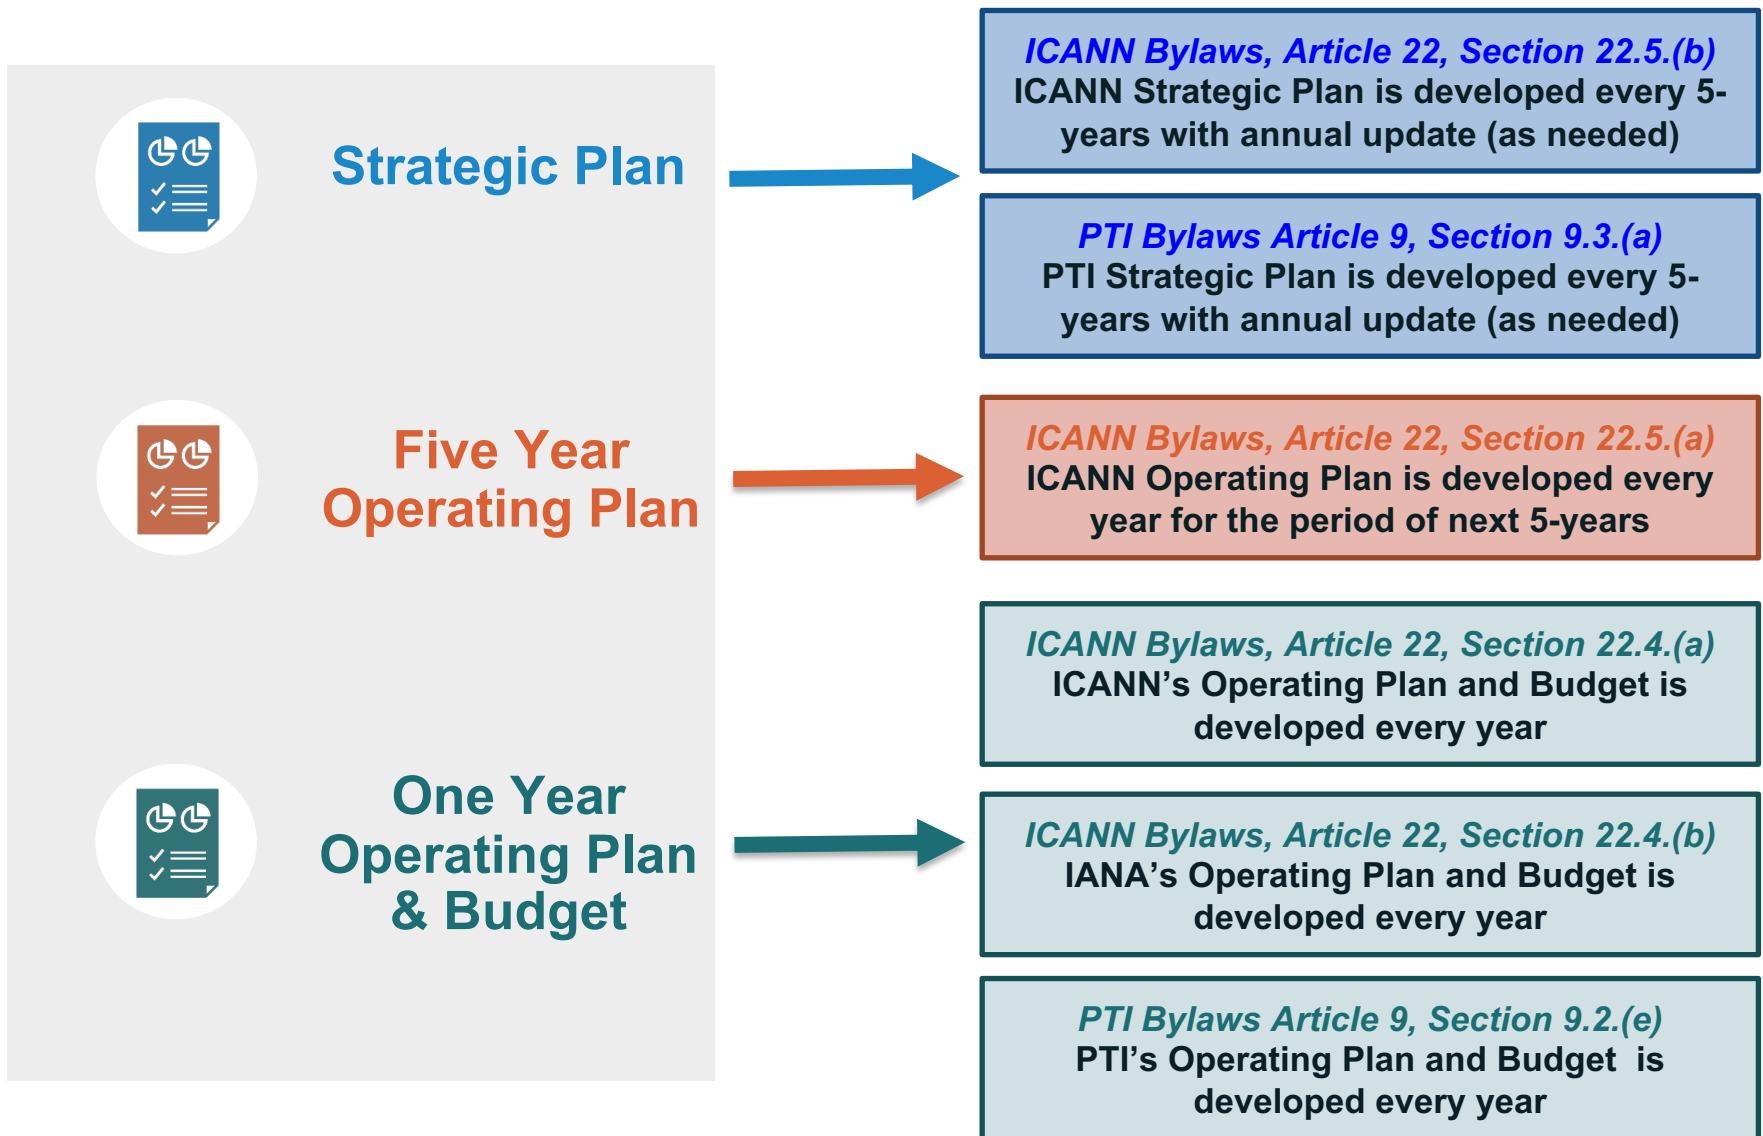 Strategic Plan
ICANN Bylaws, Article 22, Section 22.5.(b)
ICANN Strategic Plan is developed every 5-
years with annual update (as needed)
PTI Bylaws Article 9, Section 9.3.(a)
PTI Strategic Plan is developed every 5-
years with annual update (as needed)
Five Year
Operating Plan
ICANN Bylaws, Article 22, Section 22.5.(a)
ICANN Operating Plan is developed every
year for the period of next 5-years
One Year
Operating Plan
& Budget
ICANN Bylaws, Article 22, Section 22.4.(a)
ICANN’s Operating Plan and Budget is
developed every year
ICANN Bylaws, Article 22, Section 22.4.(b)
IANA’s Operating Plan and Budget is
developed every year
PTI Bylaws Article 9, Section 9.2.(e)
PTI’s Operating Plan and Budget  is
developed every year